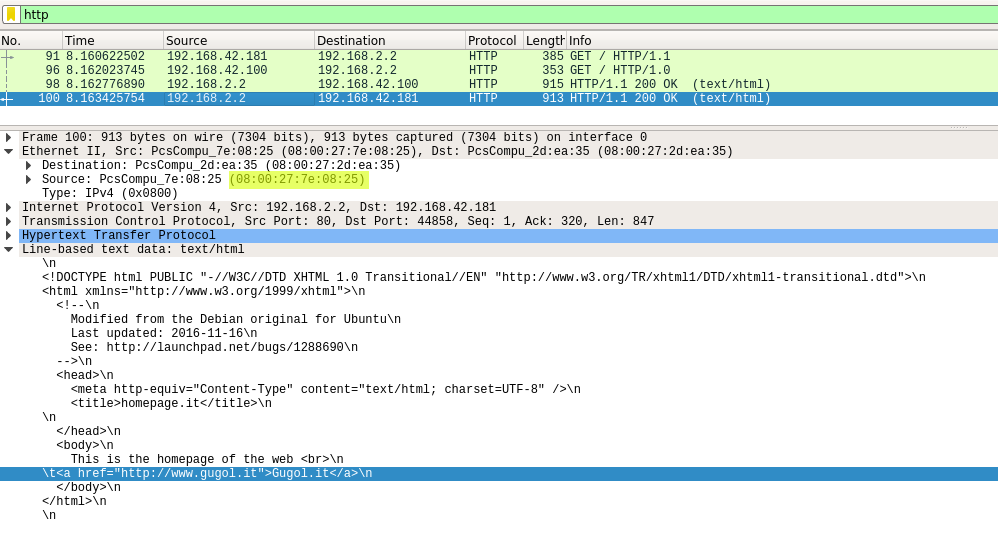 http
No. Time Source Destination Protocol Length Info
91 8.160622502 192.168.42.181 192.168.2.2 HTTP 385 GET / HTTP/1.1
96 8.162023745 192.168.42.100 192.168.2.2 HTTP 353 GET / HTTP/1.0
98 8.162776890 192.168.2.2 192.168.42.100 HTTP 915 HTTP/1.1 200 OK (text/html)
100 8.163425754 192.168.2.2 192.168.42.181 HTTP 913 HTTP/1.1 200 OK (text/html)
Frame 100: 913 bytes on wire (7304 bits), 913 bytes captured (7304 bits) on interface 0
Ethernet II, Src: PcsCompu_7e:08:25 (08:00:27:7e:08:25), Dst: PcsCompu_2d:ea:35 (08:00:27:2d:ea:35)
Destination: PcsCompu_2d:ea:35 (08:00:27:2d:ea:35)
Source: PcsCompu_7e:08:25 (08:00:27:7e:08:25)
Type: IPv4 (0x0800)
Internet Protocol Version 4, Src: 192.168.2.2, Dst: 192.168.42.181
Transmission Control Protocol, Src Port: 80, Dst Port: 44858, Seq: 1, Ack: 320, Len: 847
Hypertext Transfer Protocol
Line-based text data: text/html
\n
<!DOCTYPE html PUBLIC "-//W3C//DTD XHTML 1.0 Transitional//EN" "http://www.w3.org/TR/xhtml1/DTD/xhtml1-transitional.dtd">\n
<html xmlns="http://www.w3.org/1999/xhtml">\n
<!--\n
Modified from the Debian original for Ubuntu\n
Last updated: 2016-11-16\n
See: http://launchpad.net/bugs/1288690\n
-->\n
<head>\n
<meta http-equiv="Content-Type" content="text/html; charset=UTF-8" />\n
<title>homepage.it</title>\n
\n
</head>\n
<body>\n
This is the homepage of the web <br>\n
\t<a href="http://www.gugol.it">Gugol.it</a>\n
</body>\n
</html>\n
\n